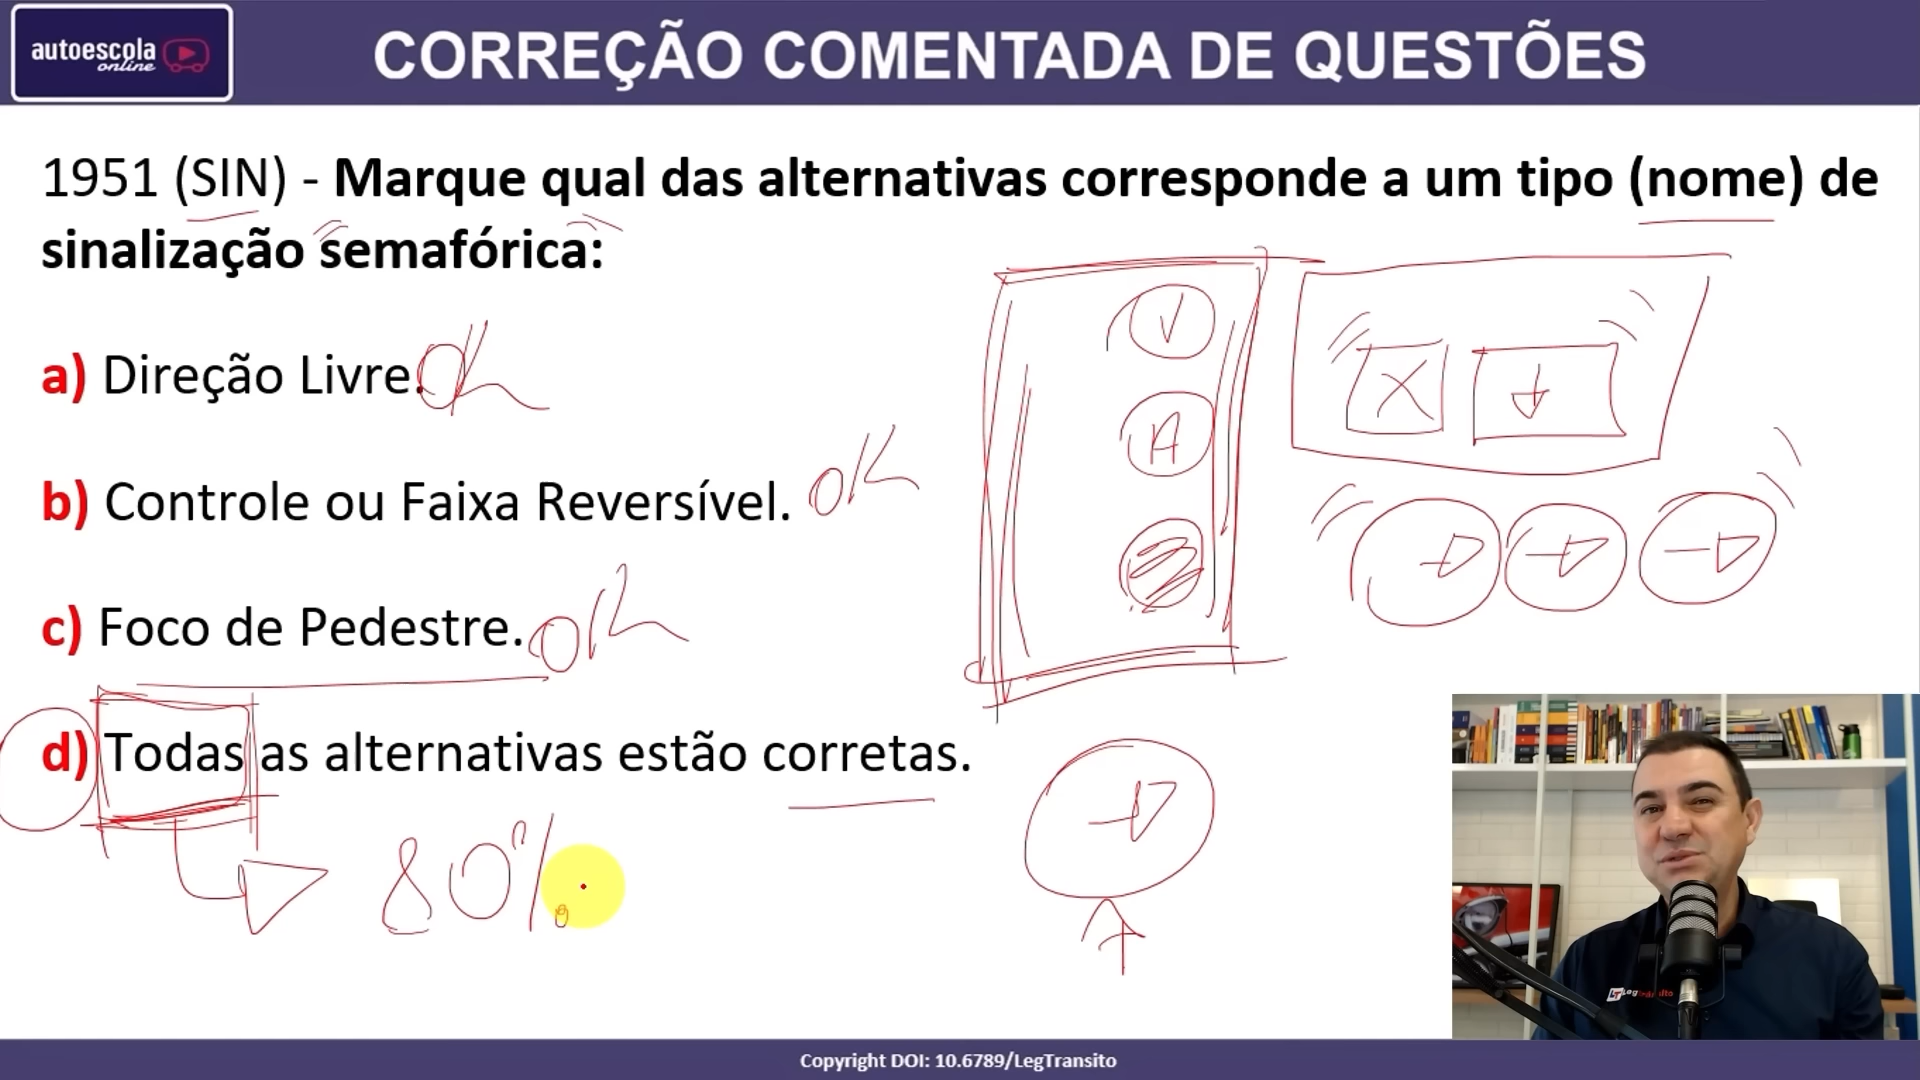 autoescola
online
CORREÇÃO COMENTADA DE QUESTÕES
1951 (SIN) - Marque qual das alternativas corresponde a um tipo (nome) de
sinalização semafórica:
a) Direção Livre. ok
b) Controle ou Faixa Reversível. ok
c) Foco de Pedestre. ok
d) Todas as alternativas estão corretas.
80%
V
A
X
LegTrânsito
Copyright DOI: 10.6789/LegTransito